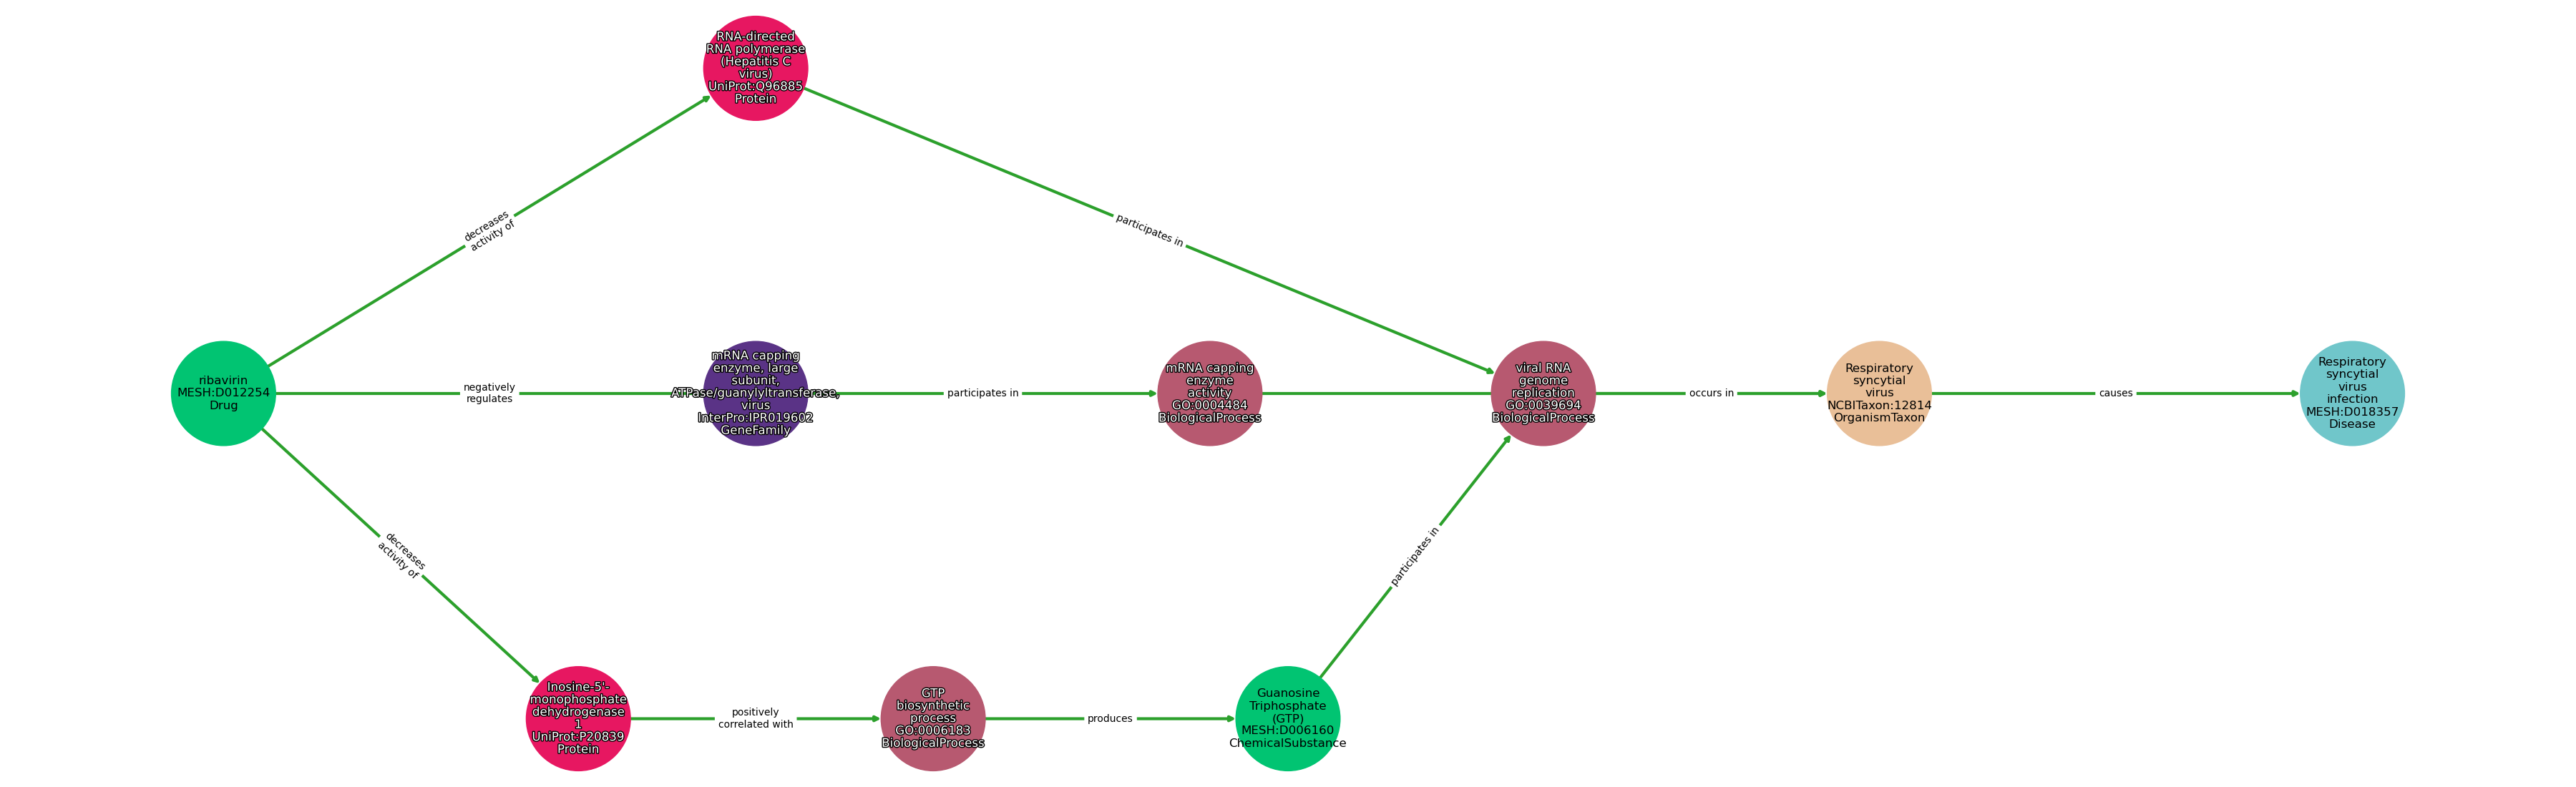 RNA-directed
RNA polymerase
(Hepatitis C
virus)
UniProt:Q96885
Protein
decreases
activity of
participates in
ribavirin
MESH:D012254
Drug
negatively
regulates
mRNA capping
enzyme, large
subunit,
ATPase/guanylyltransferase,
virus
InterPro:IPR019602
GeneFamily
participates in
mRNA capping
enzyme
activity
GO:0004484
BiologicalProcess
viral RNA
genome
replication
GO:0039694
BiologicalProcess
occurs in
Respiratory
syncytial
virus
NCBITaxon:12814
OrganismTaxon
causes
Respiratory
syncytial
virus
infection
MESH:D018357
Disease
decreases
activity of
participates in
Inosine-5'-
monophosphate
dehydrogenase
1
UniProt:P20839
Protein
positively
correlated with
GTP
biosynthetic
process
GO:0006183
BiologicalProcess
produces
Guanosine
Triphosphate
(GTP)
MESH:D006160
ChemicalSubstance